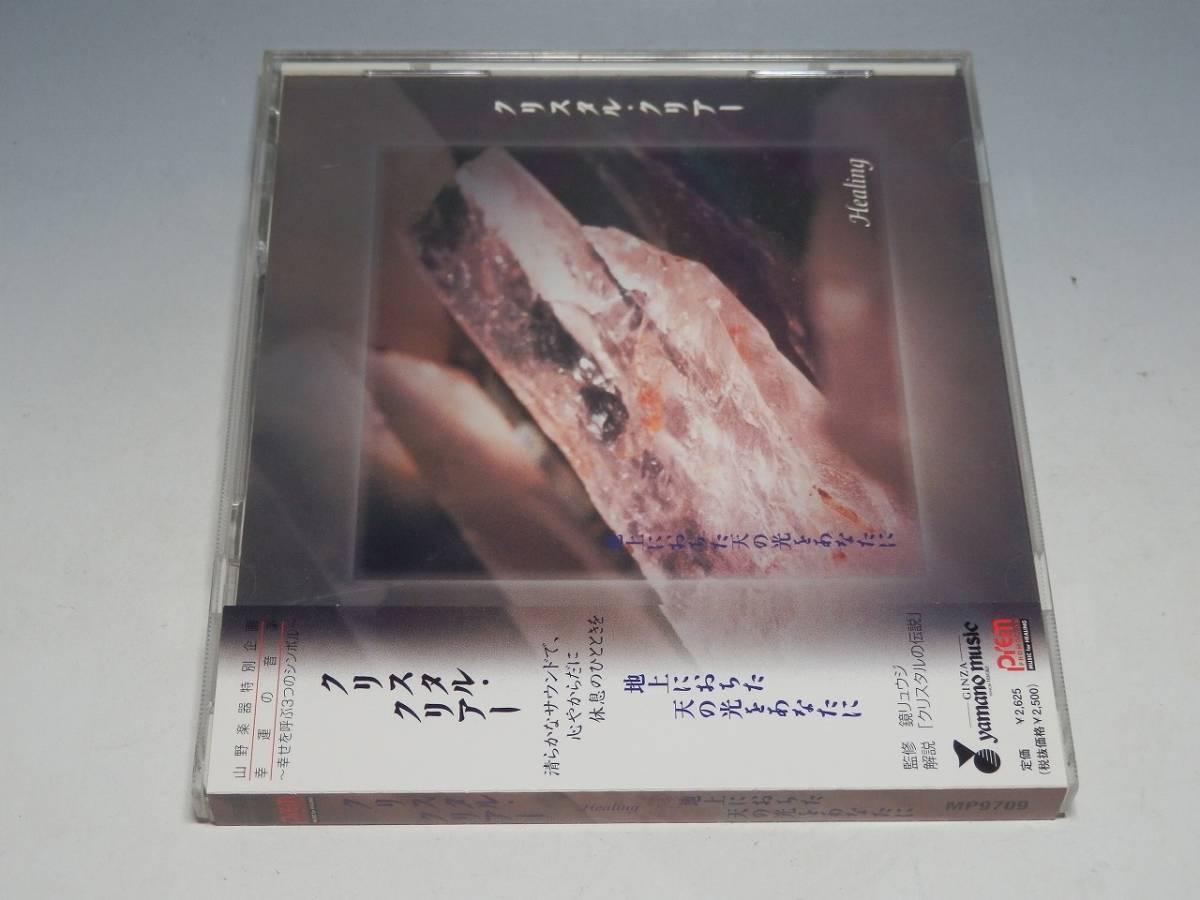 クリスタル・クリアー
Healing
地上におちた天の光をあなたに
山野楽器特別企画
幸運の音
〜幸せを呼ぶ3つのシンボル〜
クリスタル・
クリアー
清らかなサウンドで、
心やからだに
休息のひとときを
地上におちた
天の光をあなたに
監修 鏡リュウジ
解説「クリスタルの伝説」
GINZA
yamano music
Prem
PROMOTIONS
MUSIC for HEALING
定価 ¥2,625
(税抜価格¥2,500)
Prem
クリスタル・
クリアー
Healing
地上におちた
天の光をあなたに
MP9709